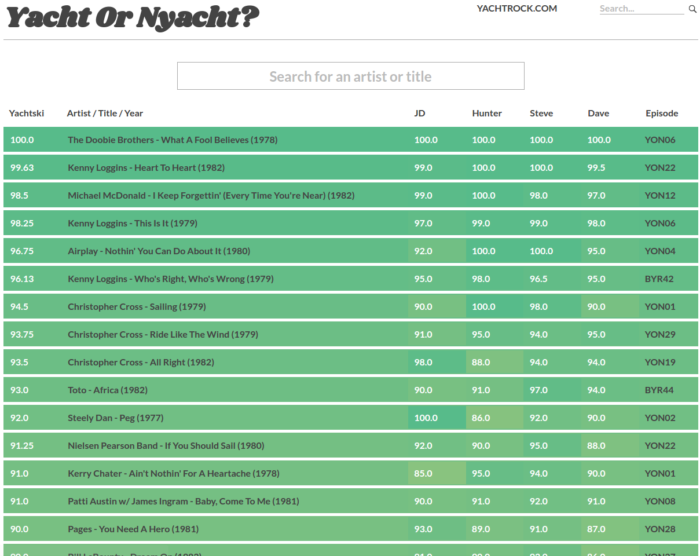 Yacht Or Nyacht?
YACHTROCK.COM
Search...
Search for an artist or title
Yachtski Artist / Title / Year JD Hunter Steve Dave Episode
100.0 The Doobie Brothers - What A Fool Believes (1978) 100.0 100.0 100.0 100.0 YON06
99.63 Kenny Loggins - Heart To Heart (1982) 99.0 100.0 100.0 99.5 YON22
98.5 Michael McDonald - I Keep Forgettin' (Every Time You're Near) (1982) 99.0 100.0 98.0 97.0 YON12
98.25 Kenny Loggins - This Is It (1979) 97.0 99.0 99.0 98.0 YON06
96.75 Airplay - Nothin' You Can Do About It (1980) 92.0 100.0 100.0 95.0 YON04
96.13 Kenny Loggins - Who's Right, Who's Wrong (1979) 95.0 98.0 96.5 95.0 BYR42
94.5 Christopher Cross - Sailing (1979) 90.0 100.0 98.0 90.0 YON01
93.75 Christopher Cross - Ride Like The Wind (1979) 91.0 95.0 94.0 95.0 YON29
93.5 Christopher Cross - All Right (1982) 98.0 88.0 94.0 94.0 YON19
93.0 Toto - Africa (1982) 90.0 91.0 97.0 94.0 BYR44
92.0 Steely Dan - Peg (1977) 100.0 86.0 92.0 90.0 YON02
91.25 Nielsen Pearson Band - If You Should Sail (1980) 92.0 90.0 95.0 88.0 YON22
91.0 Kerry Chater - Ain't Nothin' For A Heartache (1978) 85.0 95.0 94.0 90.0 YON01
91.0 Patti Austin w/ James Ingram - Baby, Come To Me (1981) 90.0 91.0 92.0 91.0 YON08
90.0 Pages - You Need A Hero (1981) 93.0 89.0 91.0 87.0 YON28